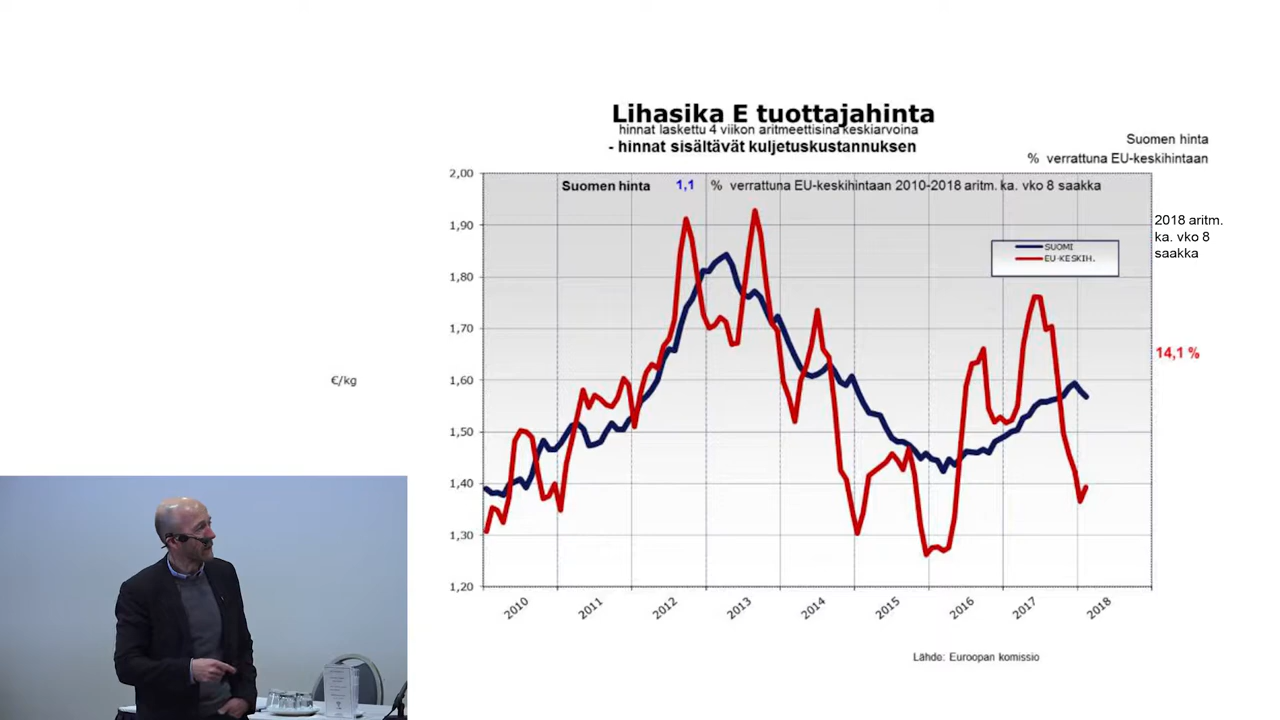 Lihasika E tuottajahinta
hinnat laskettu 4 viikon aritmeettisina keskiarvoina
- hinnat sisältävät kuljetuskustannuksen
Suomen hinta
% verrattuna EU-keskihintaan
2,00
Suomen hinta 1,1 % verrattuna EU-keskihintaan 2010-2018 aritm. ka. vko 8 saakka
1,90
2018 aritm.
ka. vko 8
saakka
SUOMI
EU-KESKIH.
1,80
1,70
14,1 %
€/kg
1,60
1,50
1,40
1,30
1,20
2010 2011 2012 2013 2014 2015 2016 2017 2018
Lähde: Euroopan komissio